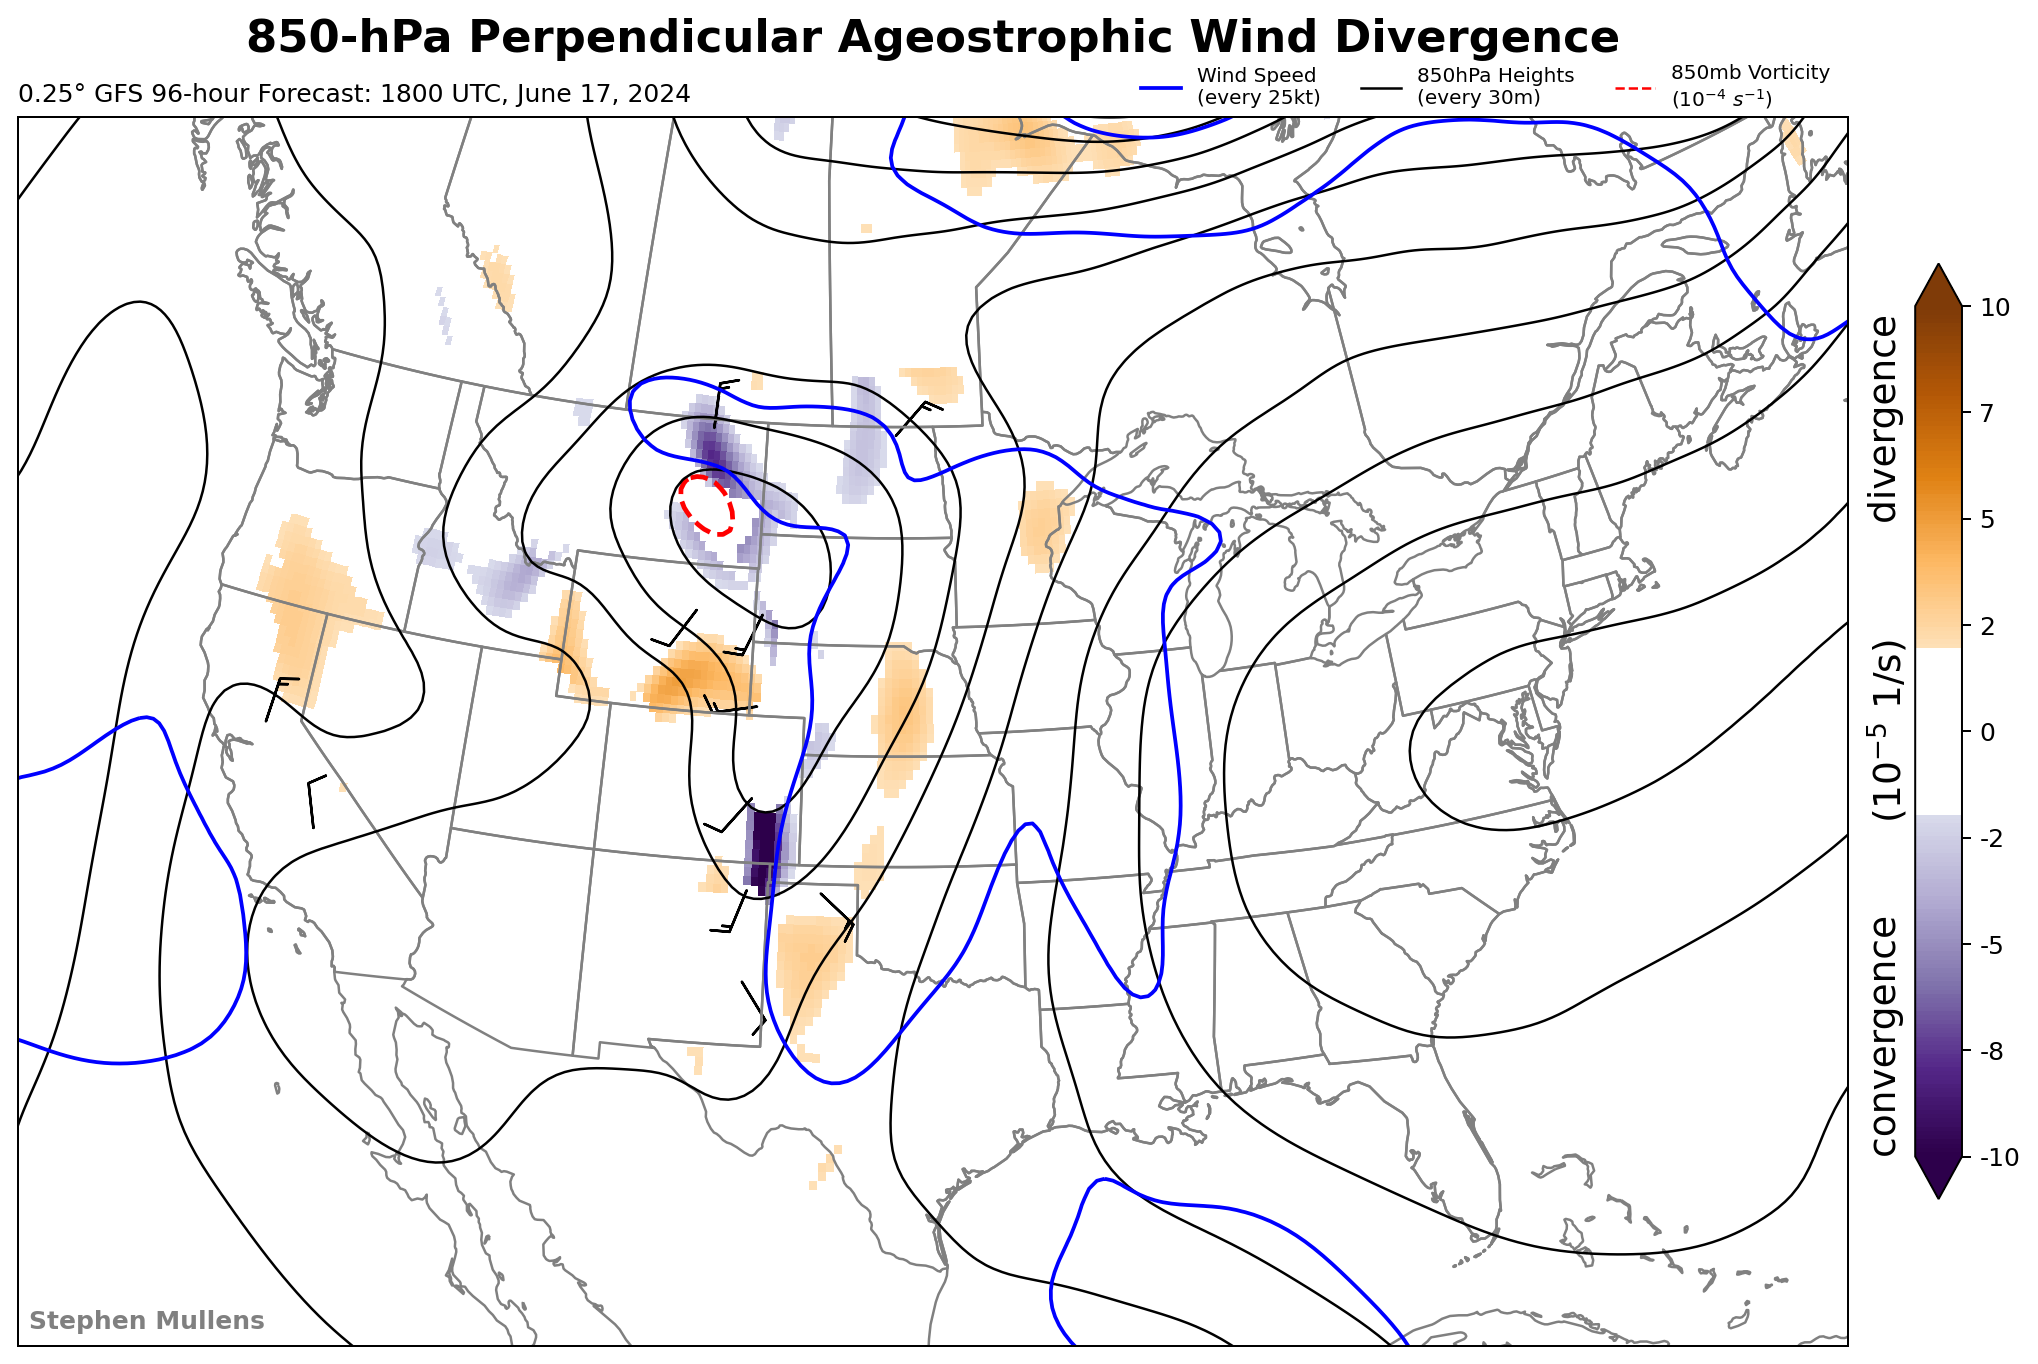 850-hPa Perpendicular Ageostrophic Wind Divergence
0.25° GFS 96-hour Forecast: 1800 UTC, June 17, 2024
Wind Speed
(every 25kt)
850hPa Heights
(every 30m)
850mb Vorticity
(10⁻⁴ s⁻¹)
10
7
5
2
0
-2
-5
-8
-10
convergence (10⁻⁵ 1/s) divergence
Stephen Mullens